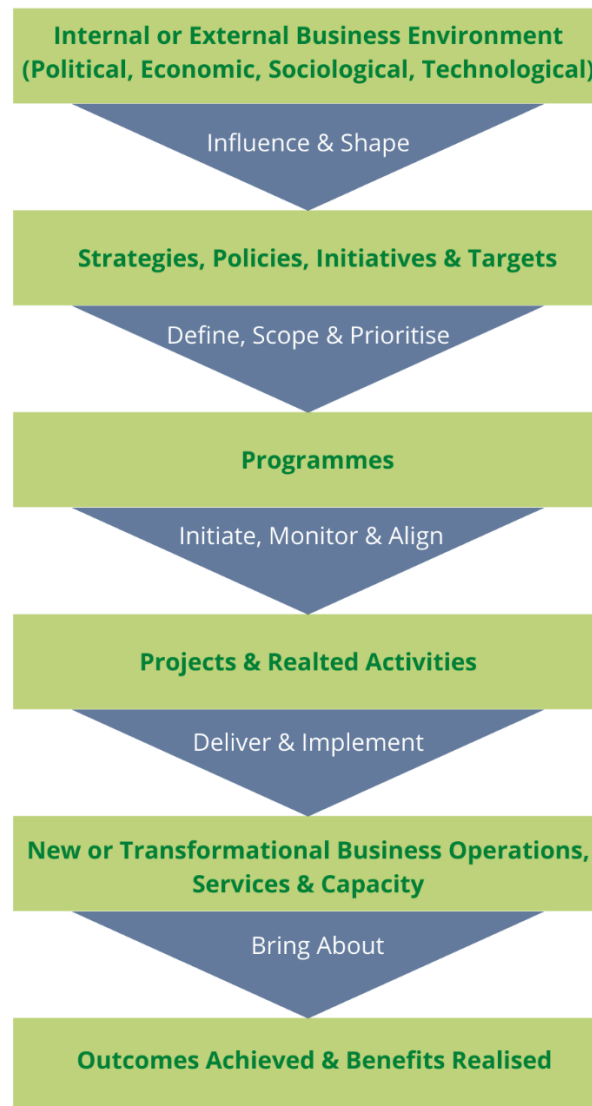 Internal or External Business Environment
(Political, Economic, Sociological, Technological)
Influence & Shape
Strategies, Policies, Initiatives & Targets
Define, Scope & Prioritise
Programmes
Initiate, Monitor & Align
Projects & Realted Activities
Deliver & Implement
New or Transformational Business Operations,
Services & Capacity
Bring About
Outcomes Achieved & Benefits Realised